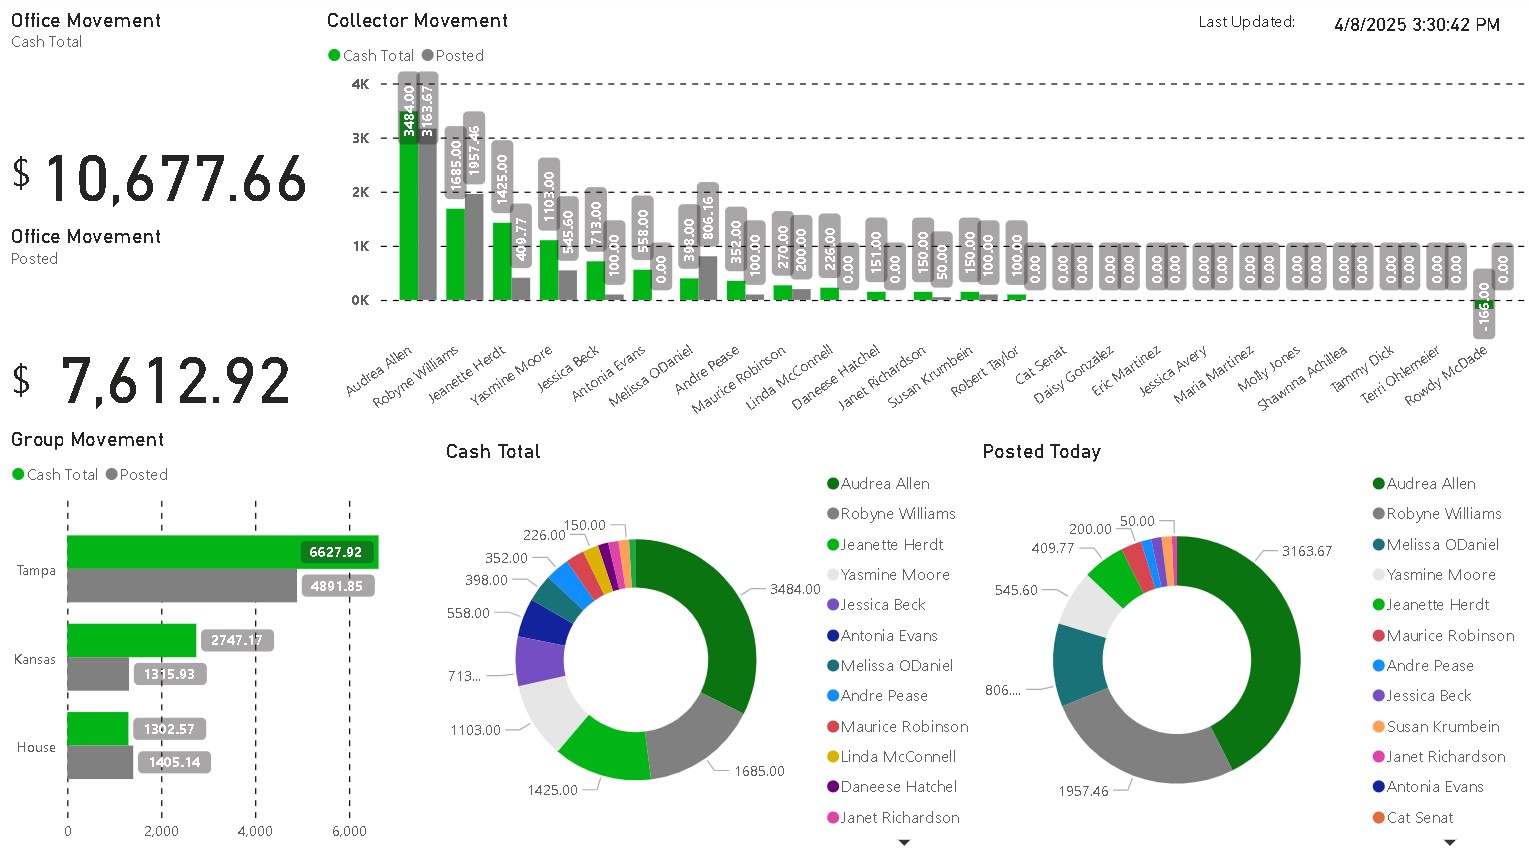 Office Movement
Cash Total
$ 10,677.66
Office Movement
Posted
$ 7,612.92
Collector Movement
Last Updated: 4/8/2025 3:30:42 PM
Cash Total Posted
4K
3K
2K
1K
0K
3484.00 3163.67
1685.00 1957.46
1425.00 409.77
1103.00 545.60
713.00 100.00
558.00 0.00
398.00 806.16
352.00 100.00
270.00 200.00
226.00 0.00
151.00 0.00
150.00 50.00
150.00 100.00
100.00 0.00
0.00 0.00
0.00 0.00
0.00 0.00
0.00 0.00
0.00 0.00
0.00 0.00
0.00 0.00
0.00 0.00
0.00 0.00
-166.00 0.00
Audrea Allen
Robyne Williams
Jeanette Herdt
Yasmine Moore
Jessica Beck
Antonia Evans
Melissa ODaniel
Andre Pease
Maurice Robinson
Linda McConnell
Daneese Hatchel
Janet Richardson
Susan Krumbein
Robert Taylor
Cat Senat
Daisy Gonzalez
Eric Martinez
Jessica Avery
Maria Martinez
Molly Jones
Shawnna Achillea
Tammy Dick
Terri Ohlemeier
Rowdy McDade
Group Movement
Cash Total Posted
Tampa
6627.92
4891.85
Kansas
2747.17
1315.93
House
1302.57
1405.14
0 2,000 4,000 6,000
Cash Total
3484.00
1685.00
1425.00
1103.00
713...
558.00
398.00
352.00
226.00
150.00
Audrea Allen
Robyne Williams
Jeanette Herdt
Yasmine Moore
Jessica Beck
Antonia Evans
Melissa ODaniel
Andre Pease
Maurice Robinson
Linda McConnell
Daneese Hatchel
Janet Richardson
Posted Today
3163.67
1957.46
806....
545.60
409.77
200.00
50.00
Audrea Allen
Robyne Williams
Melissa ODaniel
Yasmine Moore
Jeanette Herdt
Maurice Robinson
Andre Pease
Jessica Beck
Susan Krumbein
Janet Richardson
Antonia Evans
Cat Senat